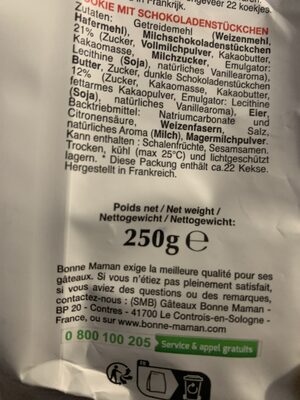 geveer 22 koekjes.
n Frankrijk.
OOKIE MIT SCHOKOLADENSTÜCKCHEN
Zutaten: Getreidemehl (Weizenmehl,
Hafermehl), Milchschokoladenstückchen
21% (Zucker, Vollmilchpulver, Kakaobutter,
Kakaomasse, Milchzucker, Emulgator:
Lecithine (Soja), natürliches Vanillearoma),
Butter, Zucker, dunkle Schokoladenstückchen
12% (Zucker, Kakaomasse, Kakaobutter,
fettarmes Kakaopulver, Emulgator: Lecithine
(Soja), natürliches Vanillearoma), Eier,
Backtriebmittel: Natriumcarbonate und
Citronensäure, Weizenfasern, Salz,
natürliches Aroma (Milch), Magermilchpulver.
Kann enthalten : Schalenfrüchte, Sesamsamen.
Trocken, kühl (max 25°C) und lichtgeschützt
lagern. * Diese Packung enthält ca.22 Kekse.
Hergestellt in Frankreich.
Poids net / Net weight /
Nettogewicht / Nettogewicht:
250g ℮
Bonne Maman exige la meilleure qualité pour ses
gâteaux. Si vous n'étiez pas pleinement satisfait,
si vous aviez des questions ou des remarques,
contactez-nous : (SMB) Gâteaux Bonne Maman -
BP 20 - Contres - 41700 Le Controis-en-Sologne -
France, ou sur www.bonne-maman.com
0 800 100 205 Service & appel gratuits